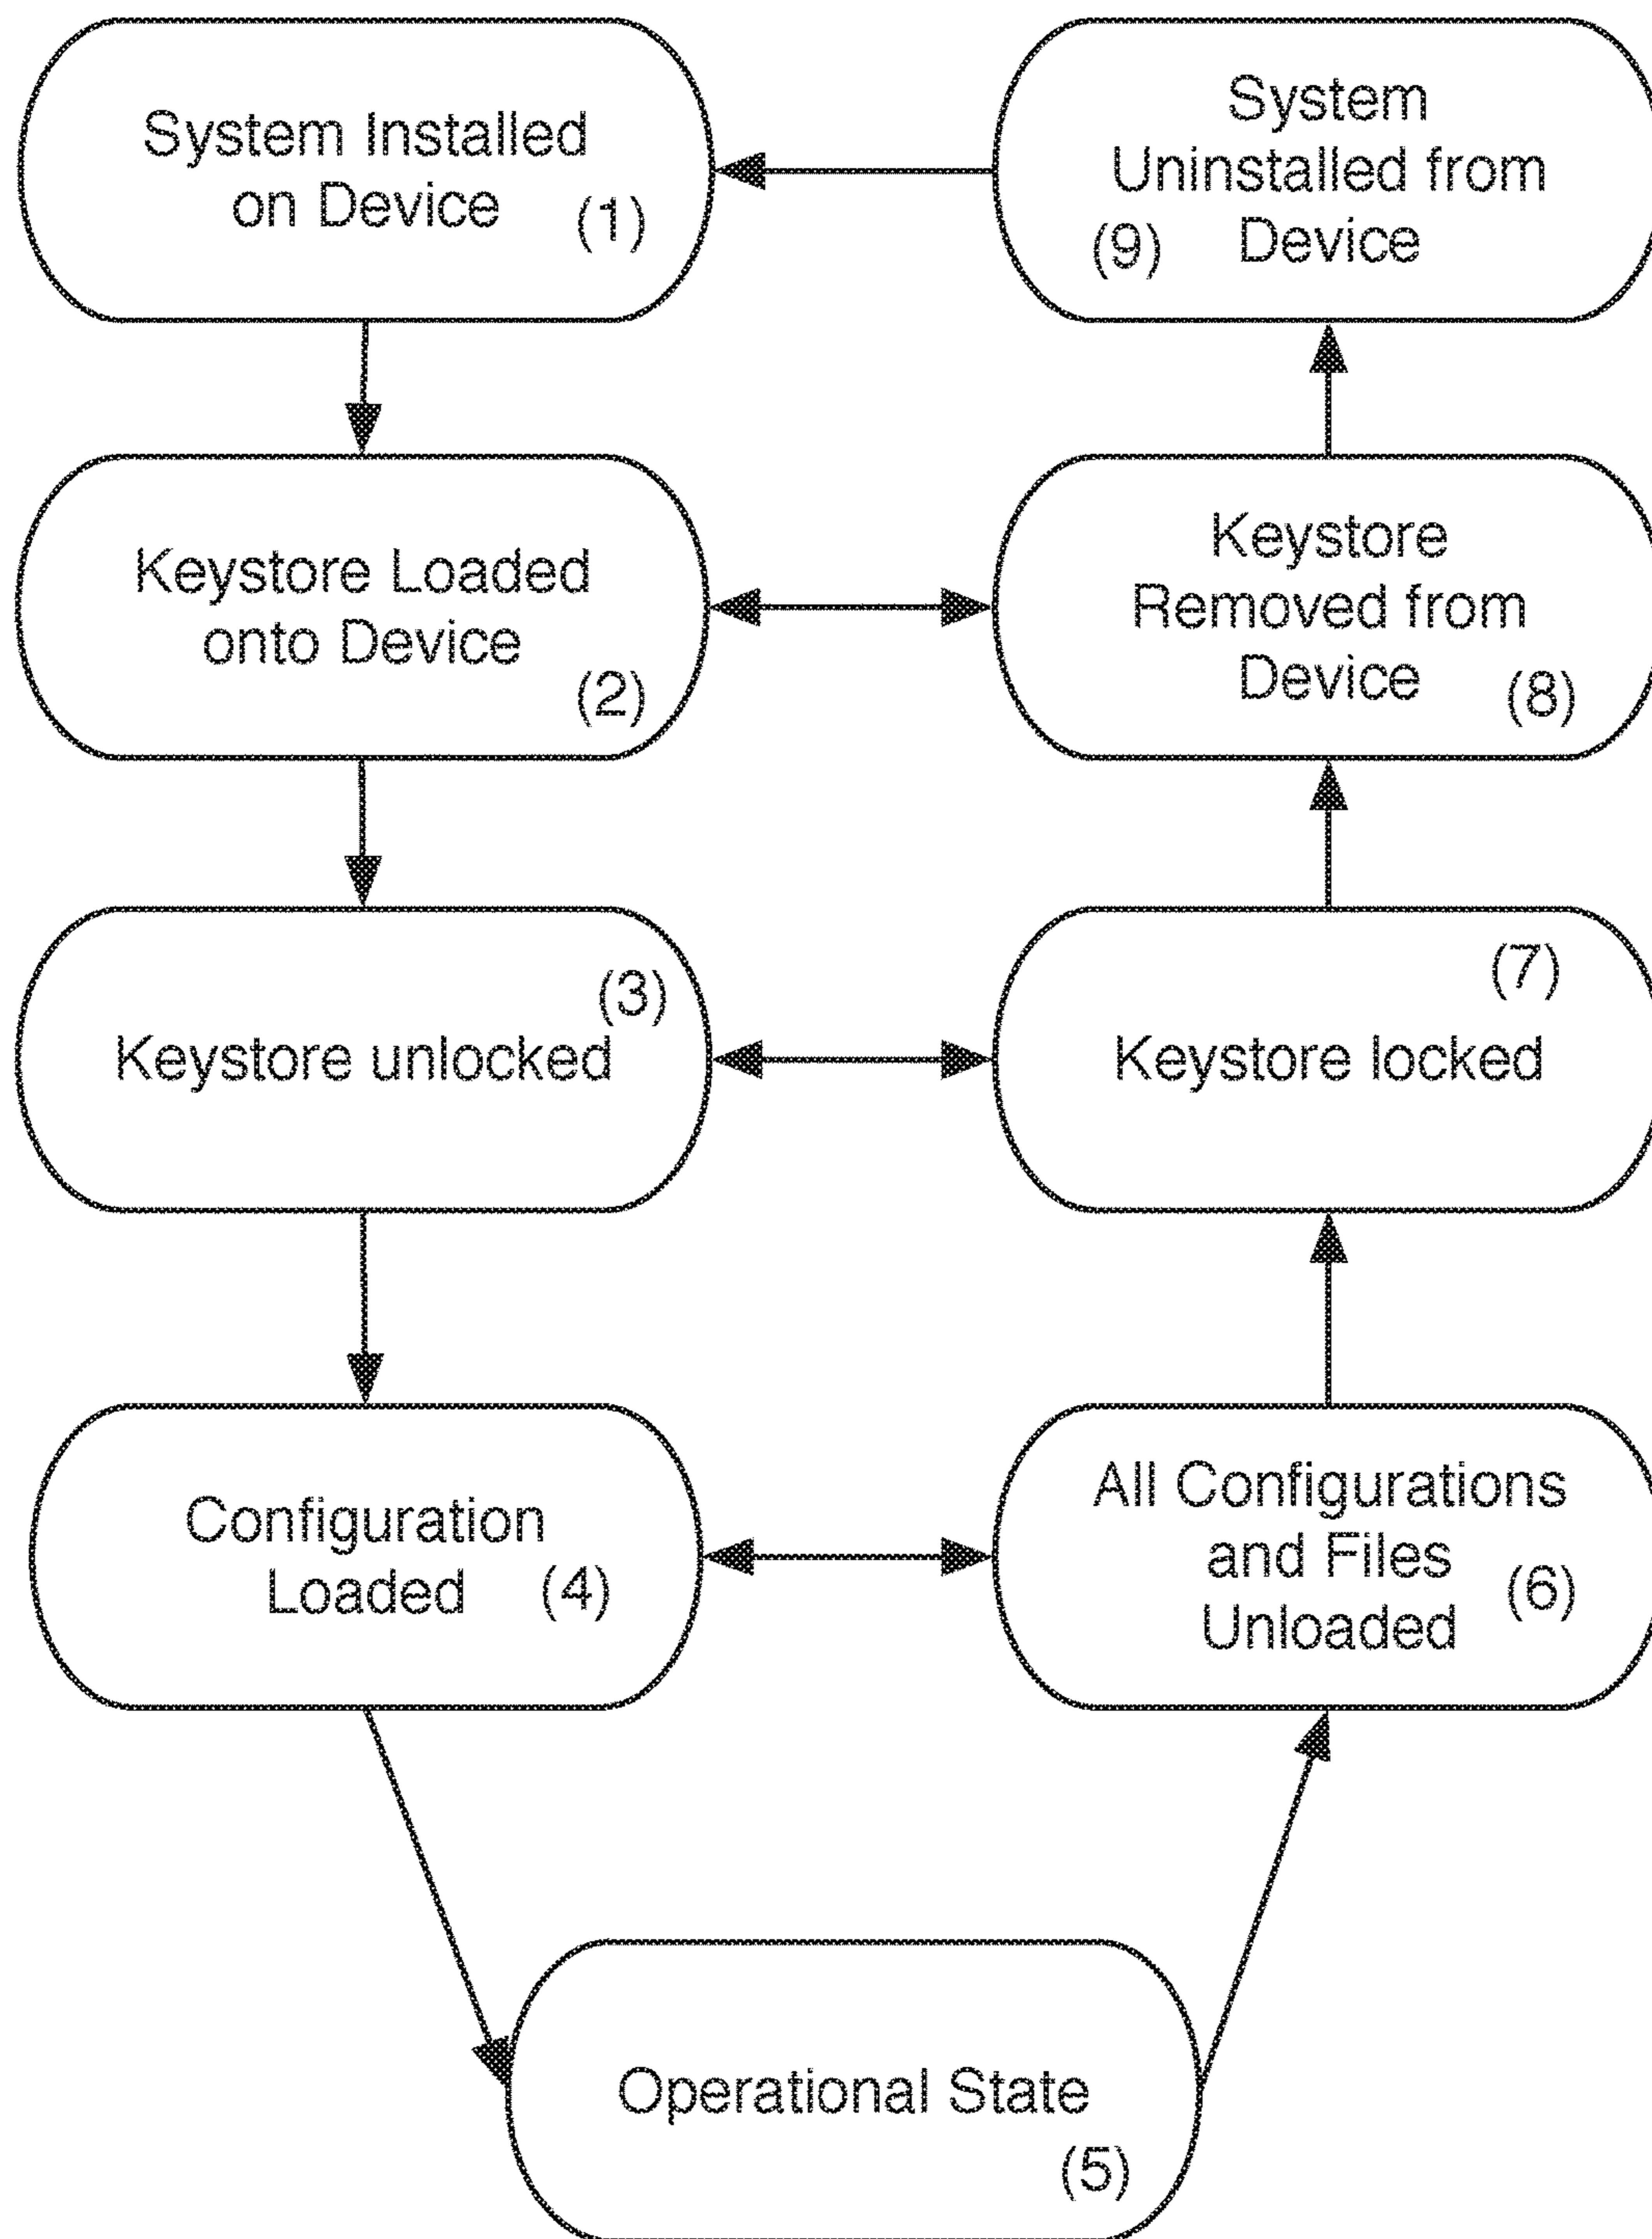 System Installed
on Device
(1)
System
Uninstalled from
Device
(9)
Keystore Loaded
onto Device
(2)
Keystore
Removed from
Device
(8)
(3)
Keystore unlocked
(7)
Keystore locked
Configuration
Loaded
(4)
All Configurations
and Files
Unloaded
(6)
Operational State
(5)